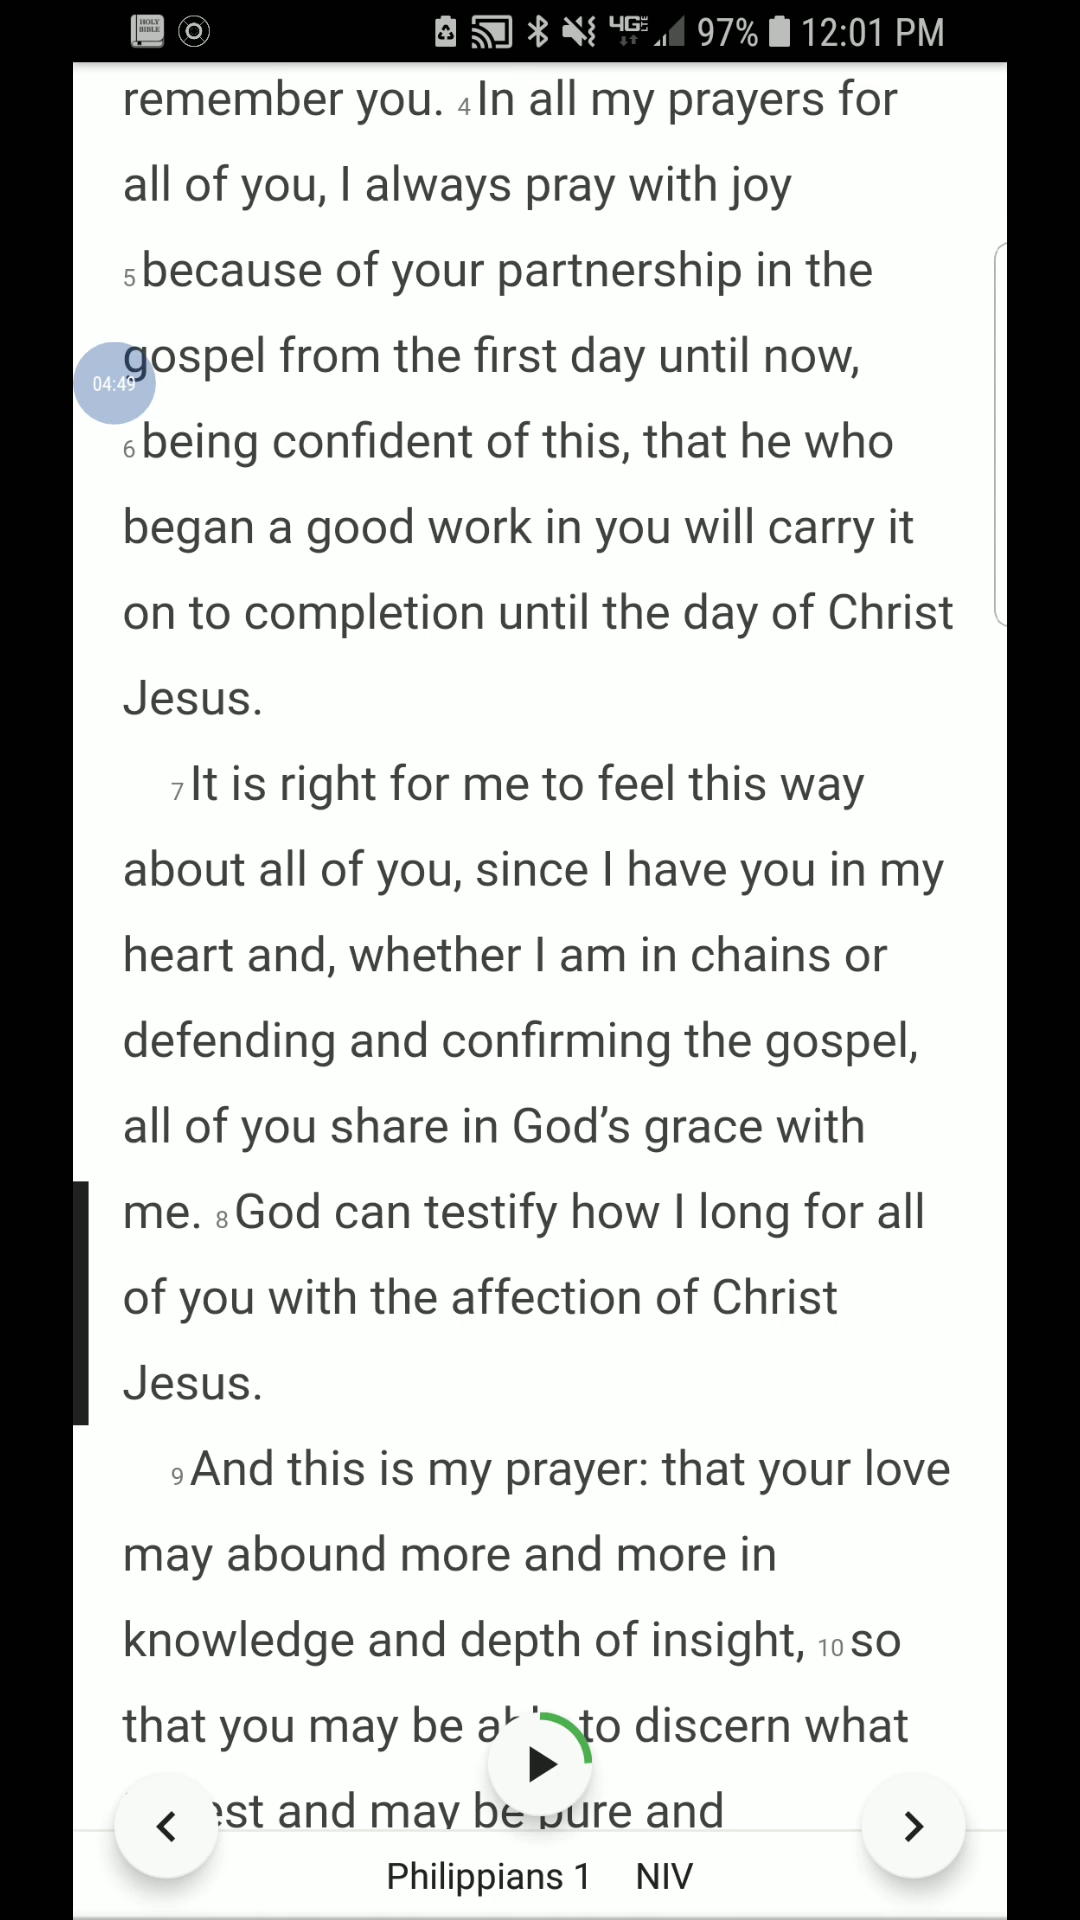 HOLY BIBLE
4G LTE 97% 12:01 PM
remember you. 4 In all my prayers for
all of you, I always pray with joy
5 because of your partnership in the
gospel from the first day until now,
04:49
6 being confident of this, that he who
began a good work in you will carry it
on to completion until the day of Christ
Jesus.
7 It is right for me to feel this way
about all of you, since I have you in my
heart and, whether I am in chains or
defending and confirming the gospel,
all of you share in God’s grace with
me. 8 God can testify how I long for all
of you with the affection of Christ
Jesus.
9 And this is my prayer: that your love
may abound more and more in
knowledge and depth of insight, 10 so
that you may be to discern what
and may be pure and
Philippians 1 NIV